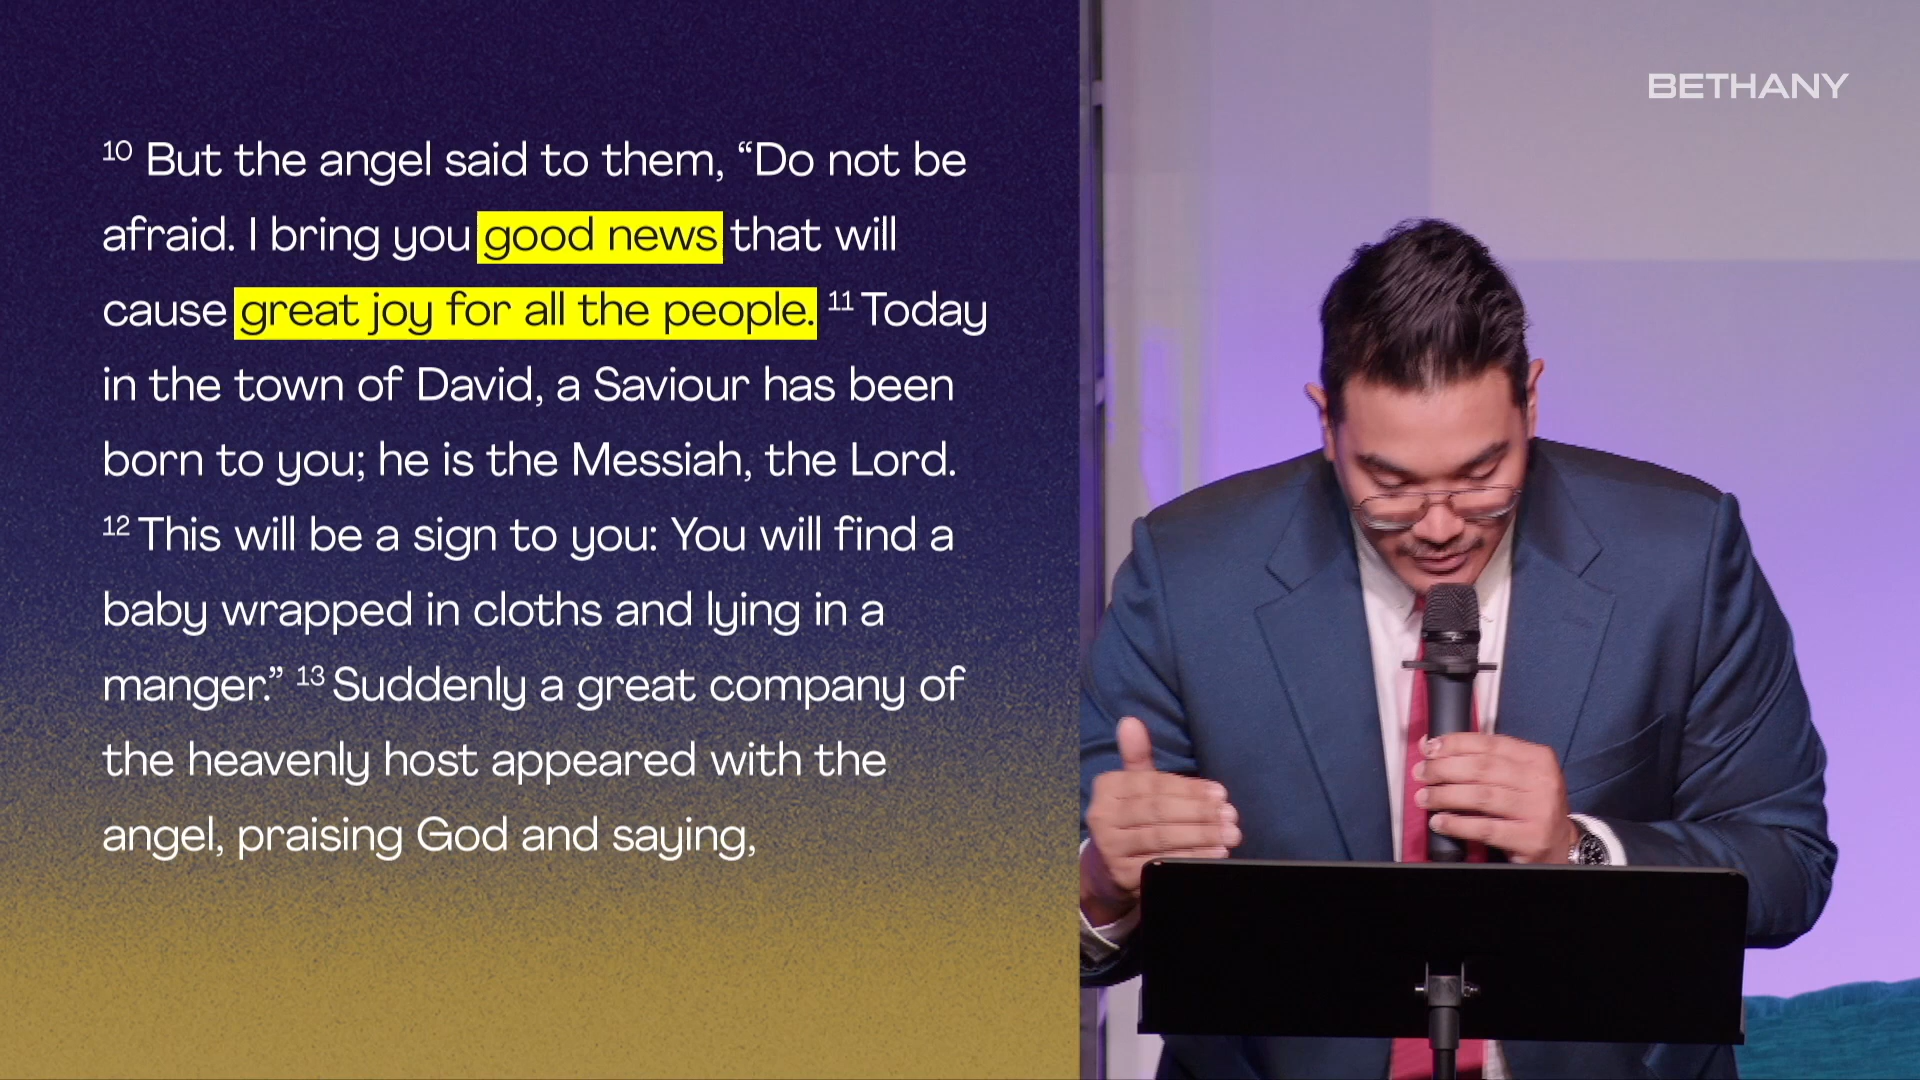 BETHANY
10 But the angel said to them, “Do not be
afraid. I bring you good news that will
cause great joy for all the people. 11 Today
in the town of David, a Saviour has been
born to you; he is the Messiah, the Lord.
12 This will be a sign to you: You will find a
baby wrapped in cloths and lying in a
manger.” 13 Suddenly a great company of
the heavenly host appeared with the
angel, praising God and saying,